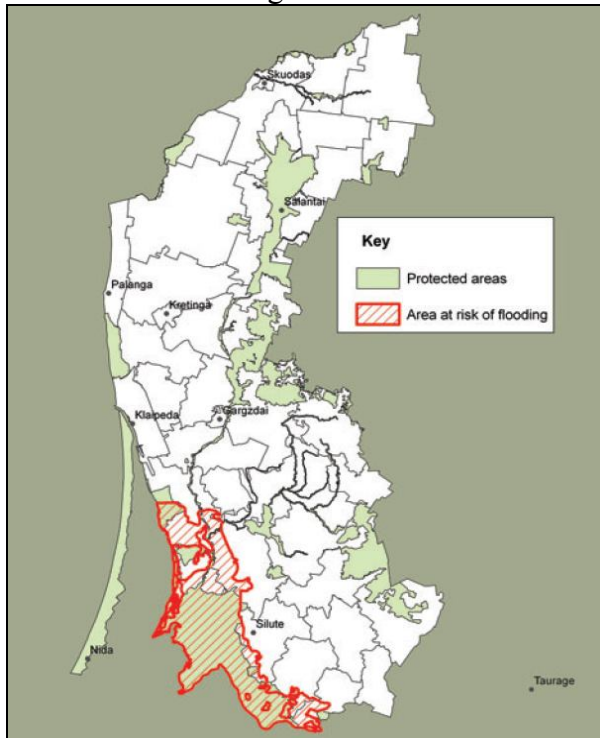 Skuodas
Salantai
Key
Protected areas
Area at risk of flooding
Palanga
Kretinga
Klaipeda
Gargzdai
Silute
Nida
Taurage